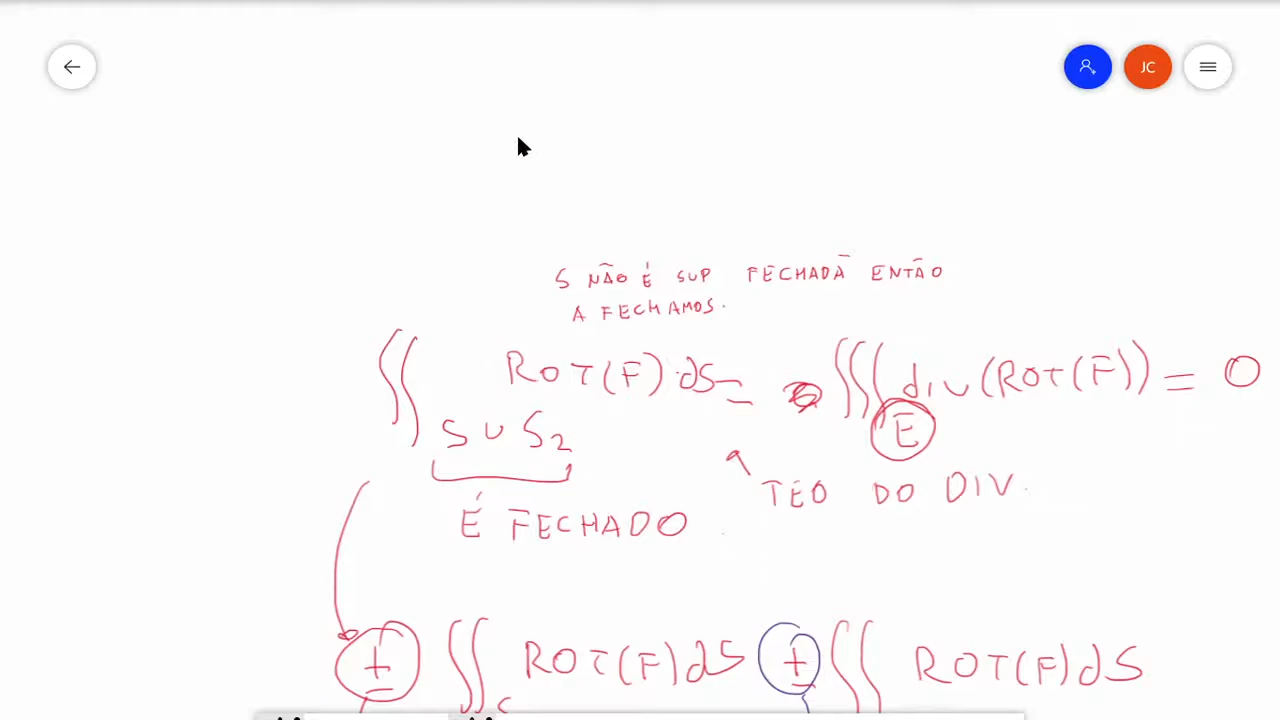 JC
S NÃO É SUP FECHADA ENTÃO
A FECHAMOS.
∬ ROT(F)·dS = ∭ div(ROT(F)) = 0
S ∪ S₂ E
É FECHADO
TEO DO DIV.
± ∬ ROT(F)dS ± ∬ ROT(F)dS